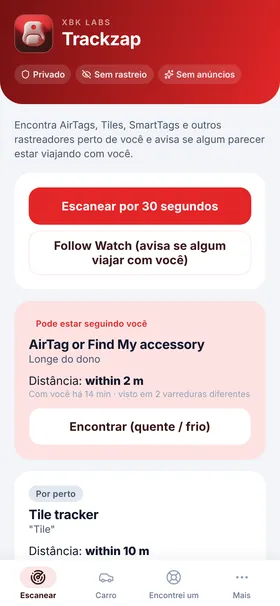 XBK LABS
Trackzap
Privado
Sem rastreio
Sem anúncios
Encontra AirTags, Tiles, SmartTags e outros
rastreadores perto de você e avisa se algum parecer
estar viajando com você.
Escanear por 30 segundos
Follow Watch (avisa se algum
viajar com você)
Pode estar seguindo você
AirTag or Find My accessory
Longe do dono
Distância: within 2 m
Com você há 14 min · visto em 2 varreduras diferentes
Encontrar (quente / frio)
Por perto
Tile tracker
"Tile"
Distância: within 10 m
Escanear
Carro
Encontrei um
Mais